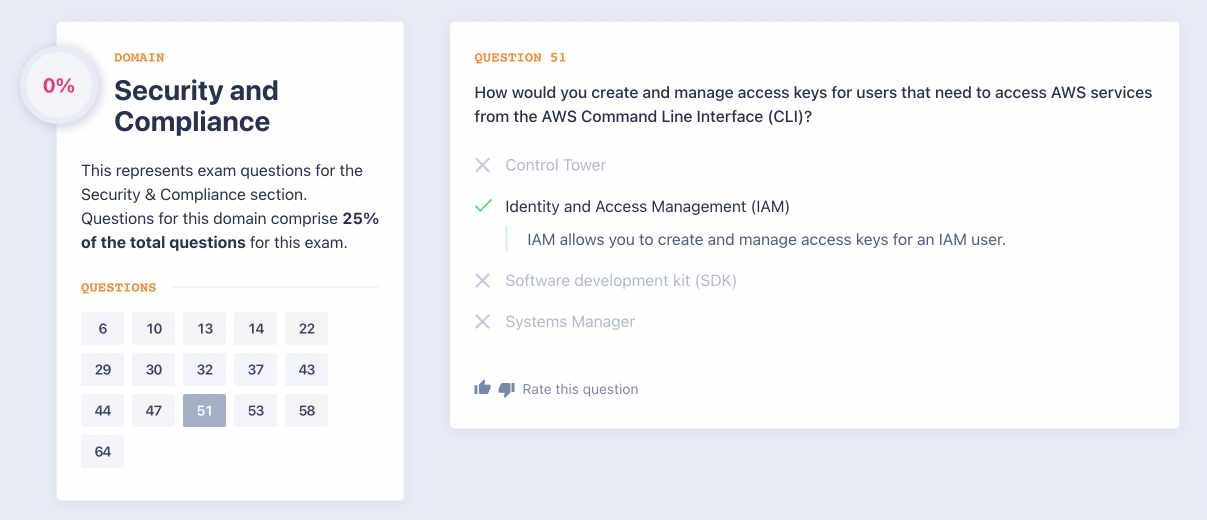 0%
DOMAIN
Security and
Compliance
This represents exam questions for the
Security & Compliance section.
Questions for this domain comprise 25%
of the total questions for this exam.
QUESTIONS
6 10 13 14 22
29 30 32 37 43
44 47 51 53 58
64
QUESTION 51
How would you create and manage access keys for users that need to access AWS services
from the AWS Command Line Interface (CLI)?
Control Tower
Identity and Access Management (IAM)
IAM allows you to create and manage access keys for an IAM user.
Software development kit (SDK)
Systems Manager
Rate this question